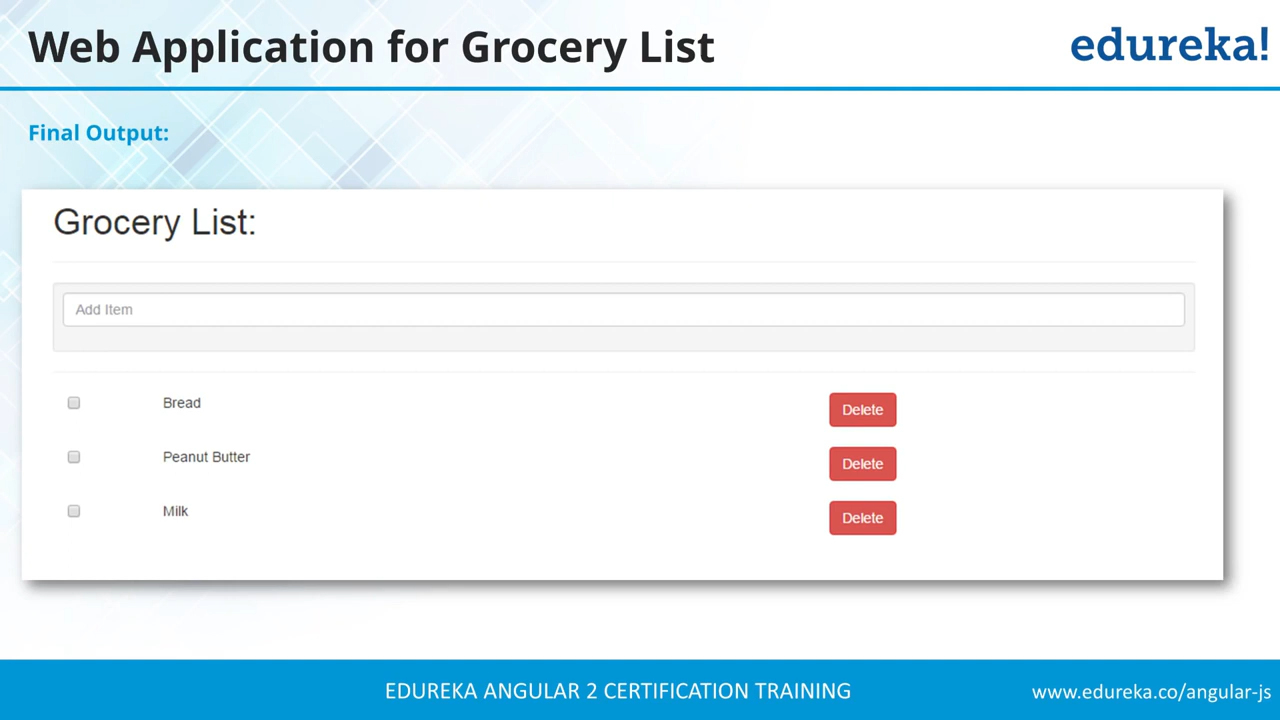 Web Application for Grocery List
edureka!
Final Output:
Grocery List:
Add Item
Bread
Delete
Peanut Butter
Delete
Milk
Delete
EDUREKA ANGULAR 2 CERTIFICATION TRAINING
www.edureka.co/angular-js